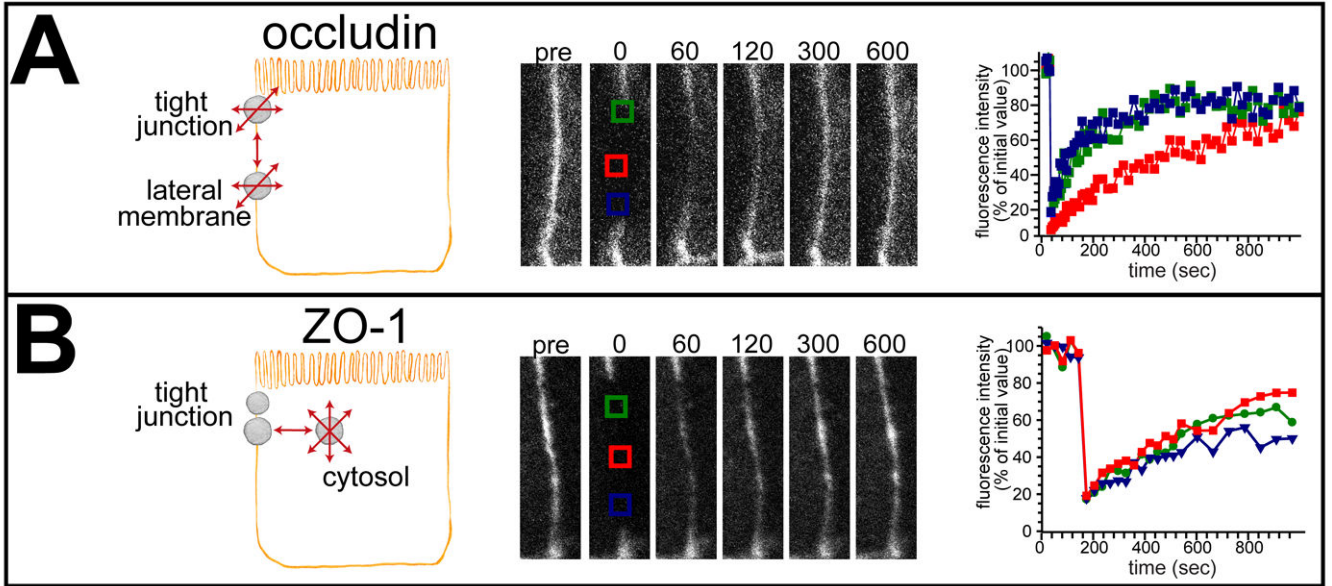 A
occludin
tight
junction
lateral
membrane
pre 0 60 120 300 600
fluorescence intensity
(% of initial value)
100
80
60
40
20
0
0 200 400 600 800
time (sec)
B
ZO-1
tight
junction
cytosol
pre 0 60 120 300 600
fluorescence intensity
(% of initial value)
100
80
60
40
20
0
0 200 400 600 800
time (sec)